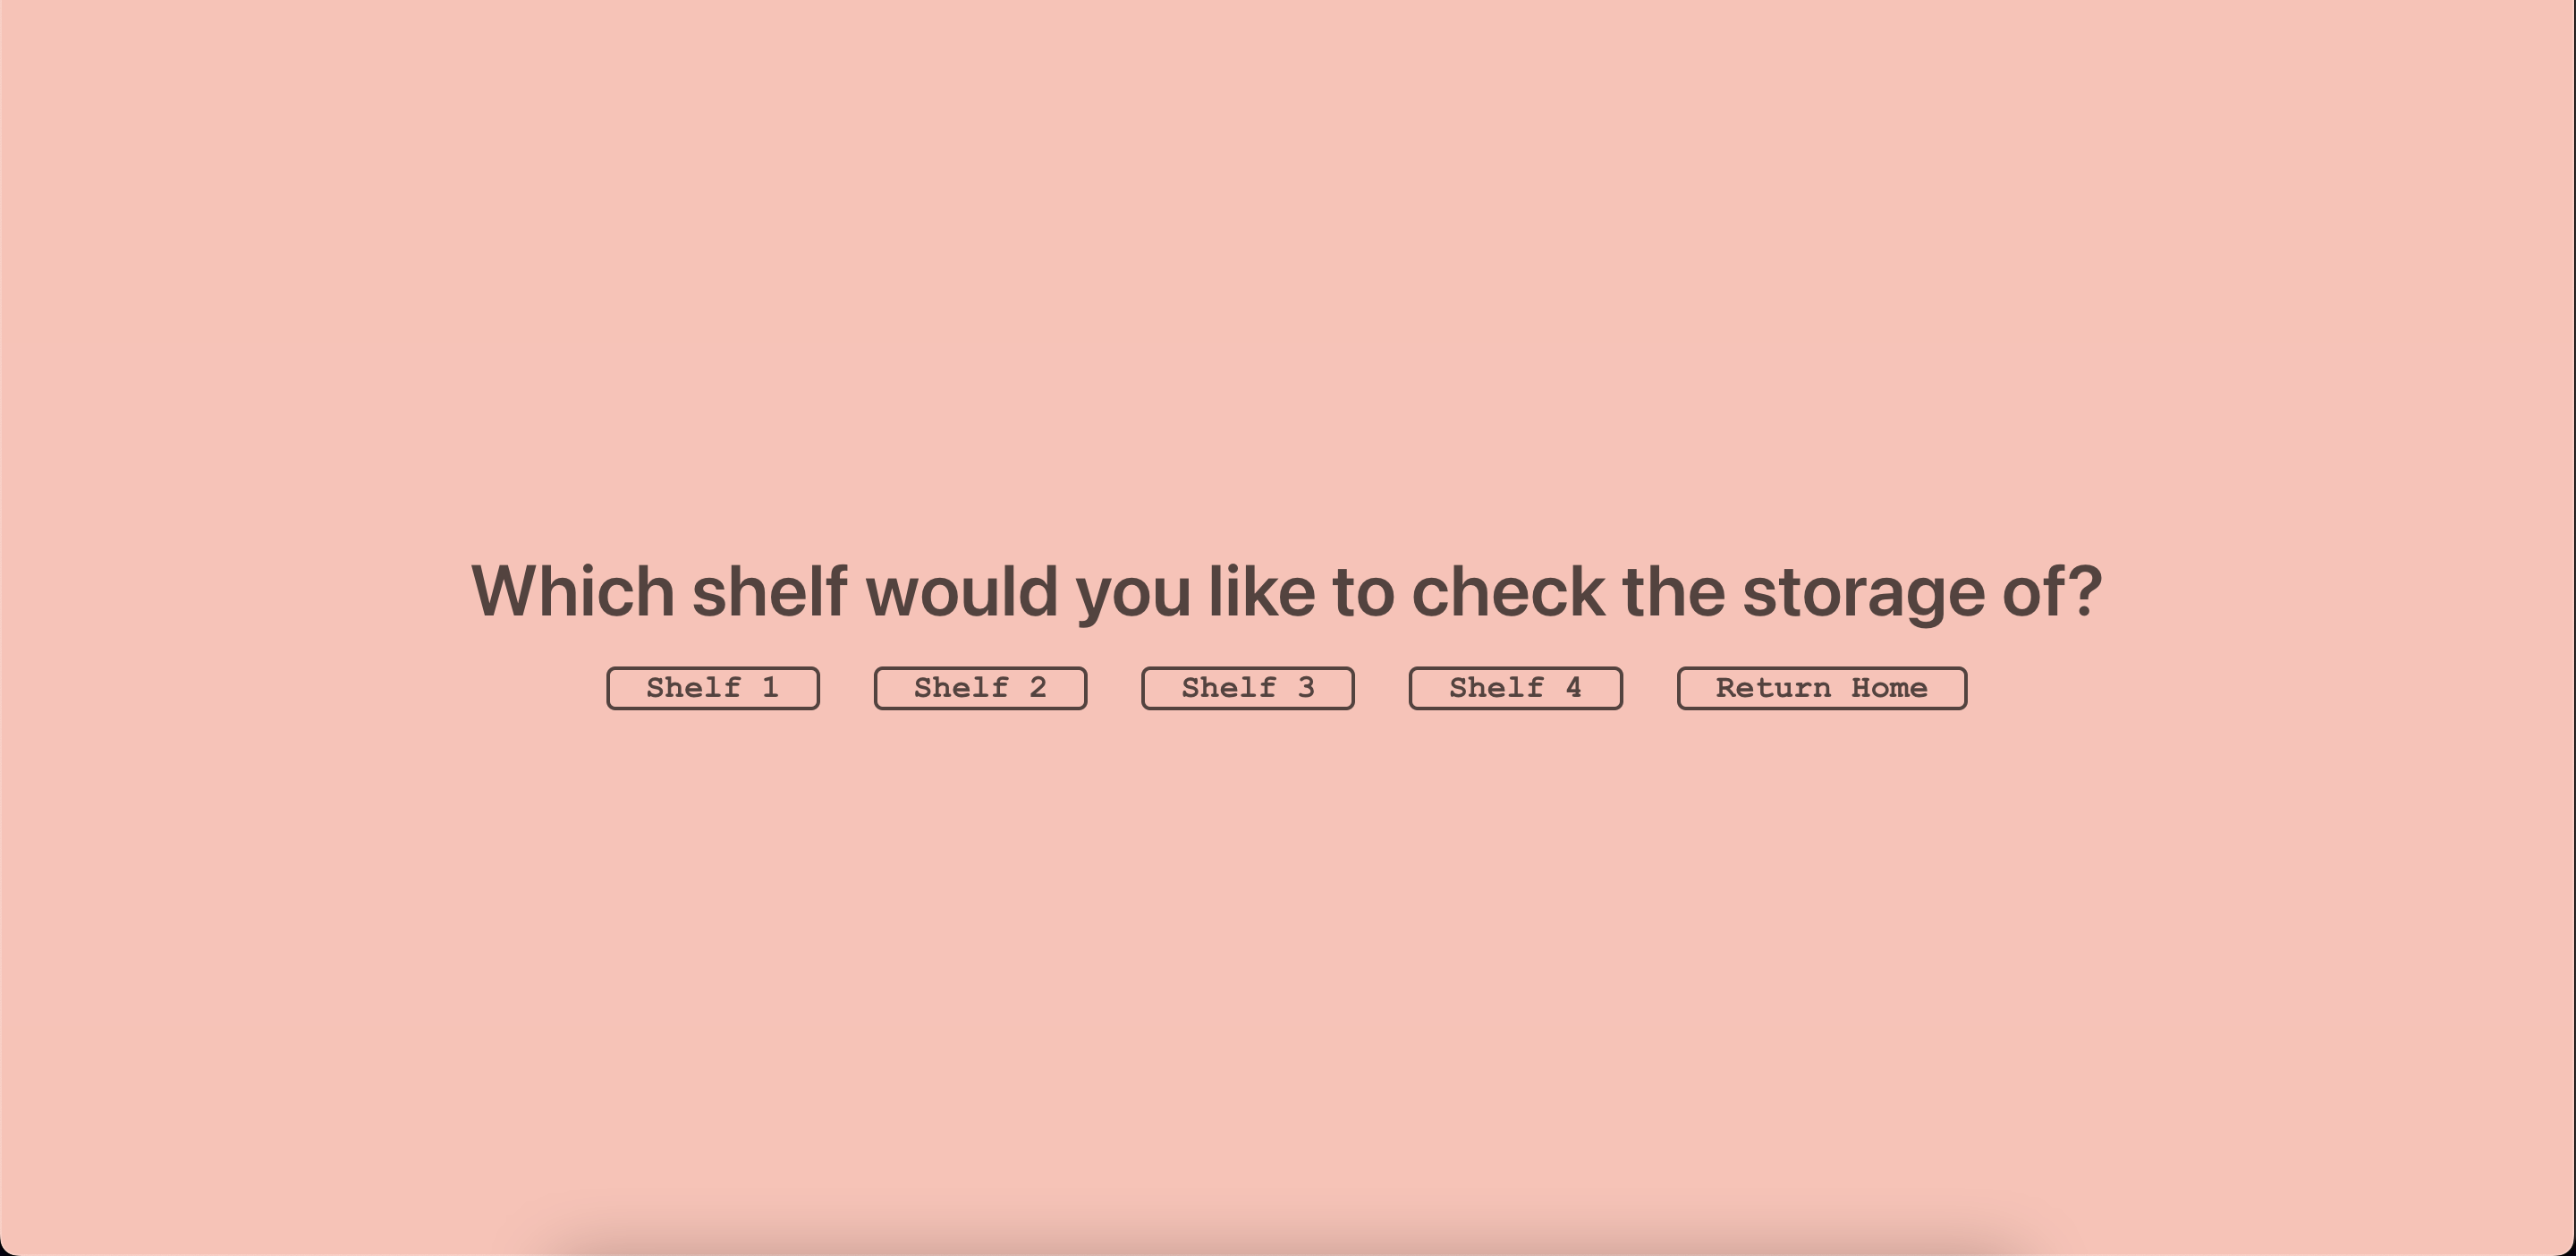 Which shelf would you like to check the storage of?
Shelf 1 Shelf 2 Shelf 3 Shelf 4 Return Home